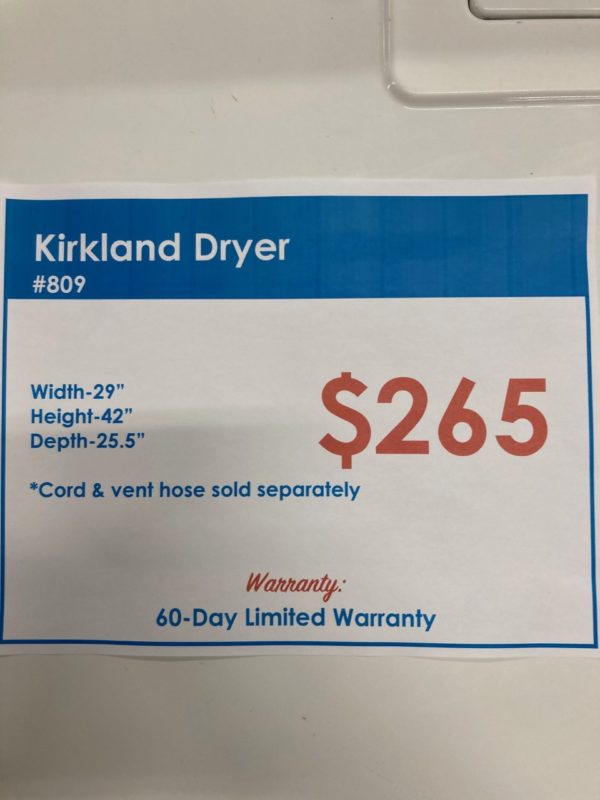 Kirkland Dryer
#809
Width-29”
Height-42”
Depth-25.5”
$265
*Cord & vent hose sold separately
Warranty:
60-Day Limited Warranty